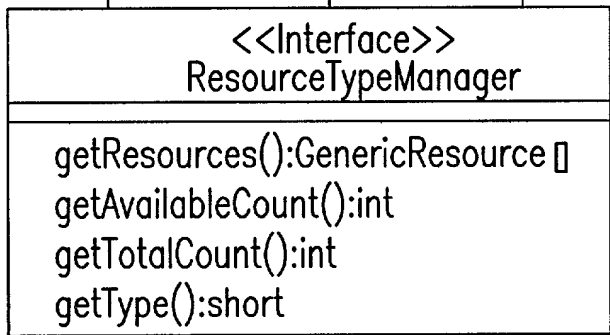 <<Interface>>
ResourceTypeManager
getResources():GenericResource []
getAvailableCount():int
getTotalCount():int
getType():short